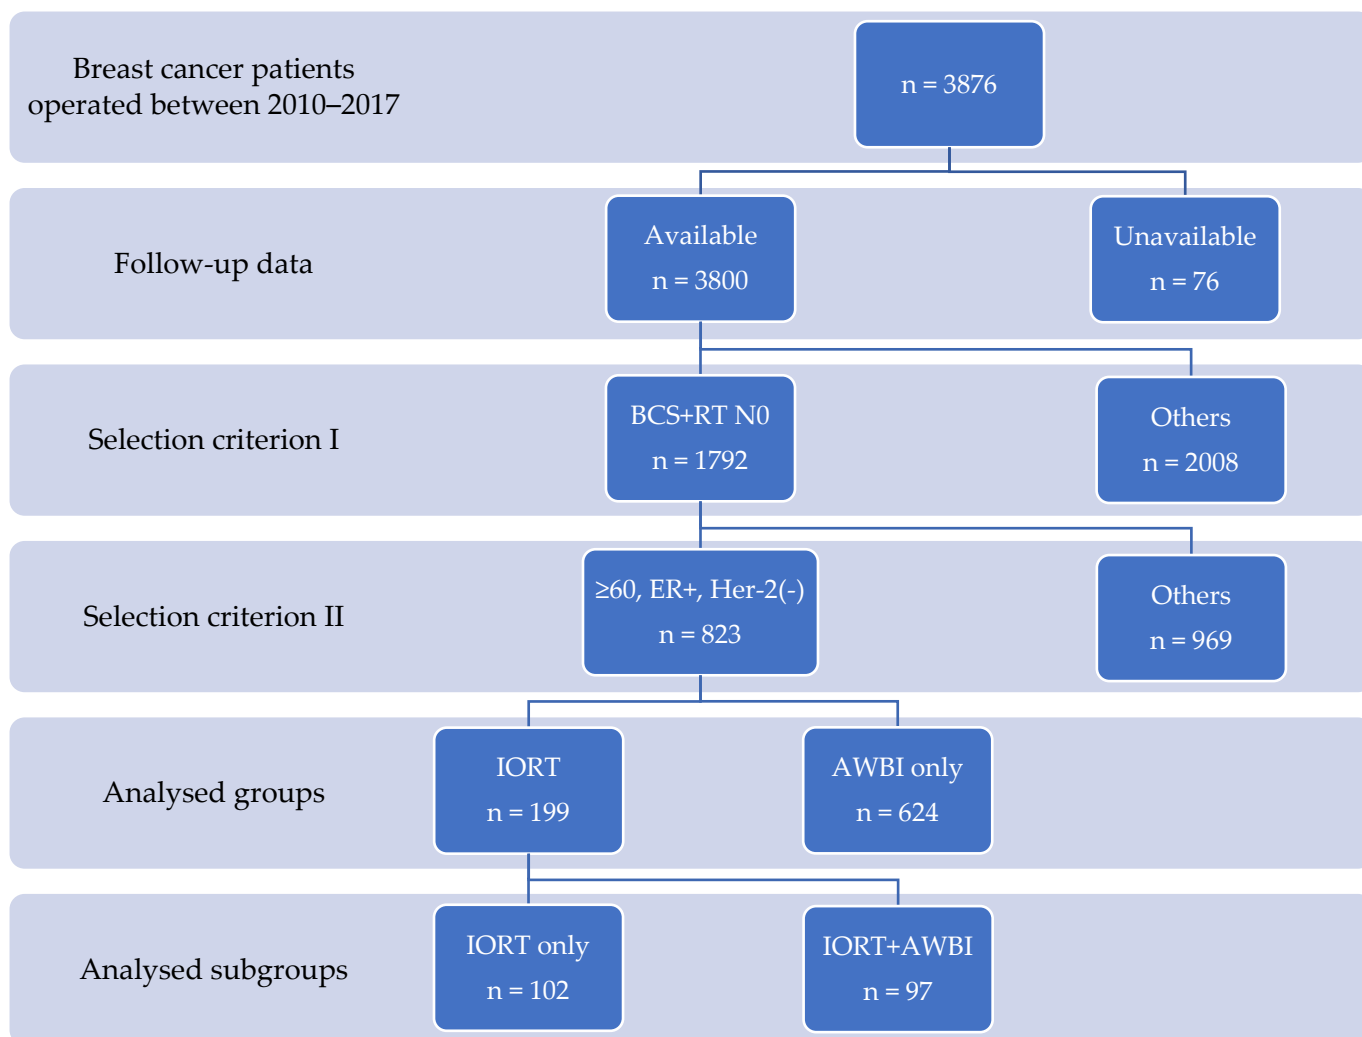 Breast cancer patients
operated between 2010–2017
n = 3876
Follow-up data
Available
n = 3800
Unavailable
n = 76
Selection criterion I
BCS+RT N0
n = 1792
Others
n = 2008
Selection criterion II
≥60, ER+, Her-2(-)
n = 823
Others
n = 969
Analysed groups
IORT
n = 199
AWBI only
n = 624
Analysed subgroups
IORT only
n = 102
IORT+AWBI
n = 97